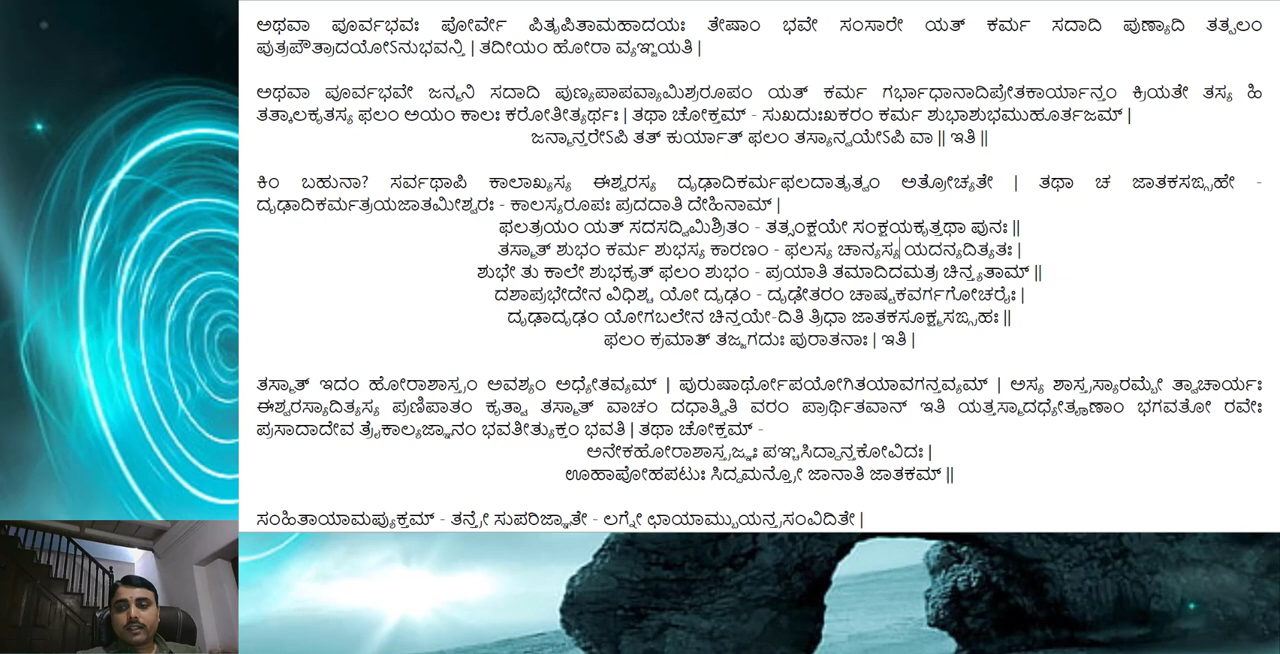 ಅಥವಾ ಪೂರ್ವಭವಃ ಪೋರ್ವೇ ಪಿತೃಪಿತಾಮಹಾದಯಃ ತೇಷಾಂ ಭವೇ ಸಂಸಾರೇ ಯತ್ ಕರ್ಮ ಸದಾದಿ ಪುಣ್ಯಾದಿ ತತ್ಫಲಂ
ಪುತ್ರಪೌತ್ರಾದಯೋಽನುಭವನ್ತಿ | ತದೀಯಂ ಹೋರಾ ವ್ಯಞ್ಜಯತಿ |
ಅಥವಾ ಪೂರ್ವಭವೇ ಜನ್ಮನಿ ಸದಾದಿ ಪುಣ್ಯಪಾಪವ್ಯಾಮಿಶ್ರರೂಪಂ ಯತ್ ಕರ್ಮ ಗರ್ಭಾಧಾನಾದಿಪ್ರೇತಕಾರ್ಯಾನ್ತಂ ಕ್ರಿಯತೇ ತಸ್ಯ ಹಿ
ತತ್ಕಾಲಕೃತಸ್ಯ ಫಲಂ ಅಯಂ ಕಾಲಃ ಕರೋತೀತ್ಯರ್ಥಃ | ತಥಾ ಚೋಕ್ತಮ್ - ಸುಖದುಃಖಕರಂ ಕರ್ಮ ಶುಭಾಶುಭಮುಹೂರ್ತಜಮ್ |
ಜನ್ಮಾನ್ತರೇಽಪಿ ತತ್ ಕುರ್ಯಾತ್ ಫಲಂ ತಸ್ಯಾನ್ವಯೇಽಪಿ ವಾ || ಇತಿ ||
ಕಿಂ ಬಹುನಾ? ಸರ್ವಥಾಪಿ ಕಾಲಾಖ್ಯಸ್ಯ ಈಶ್ವರಸ್ಯ ದೃಢಾದಿಕರ್ಮಫಲದಾತೃತ್ವಂ ಅತ್ರೋಚ್ಯತೇ | ತಥಾ ಚ ಜಾತಕಸಙ್ಗ್ರಹೇ -
ದೃಢಾದಿಕರ್ಮತ್ರಯಜಾತಮೀಶ್ವರಃ - ಕಾಲಸ್ಯರೂಪಃ ಪ್ರದದಾತಿ ದೇಹಿನಾಮ್ |
ಫಲತ್ರಯಂ ಯತ್ ಸದಸದ್ವಿಮಿಶ್ರಿತಂ - ತತ್ಸಂಕ್ಷಯೇ ಸಂಕ್ಷಯಕೃತ್ತಥಾ ಪುನಃ ||
ತಸ್ಮಾತ್ ಶುಭಂ ಕರ್ಮ ಶುಭಸ್ಯ ಕಾರಣಂ - ಫಲಸ್ಯ ಚಾನ್ಯಸ್ಯ ಯದನ್ಯದಿತ್ಯತಃ |
ಶುಭೇ ತು ಕಾಲೇ ಶುಭಕೃತ್ ಫಲಂ ಶುಭಂ - ಪ್ರಯಾತಿ ತಮಾದಿದಮತ್ರ ಚಿನ್ತ್ಯತಾಮ್ ||
ದಶಾಪ್ರಭೇದೇನ ವಿಧಿಶ್ಚ ಯೋ ದೃಢಂ - ದೃಢೇತರಂ ಚಾಷ್ಟಕವರ್ಗಗೋಚರೈಃ |
ದೃಢಾದೃಢಂ ಯೋಗಬಲೇನ ಚಿನ್ತಯೇ-ದಿತಿ ತ್ರಿಧಾ ಜಾತಕಸೂಕ್ಷ್ಮಸಙ್ಗ್ರಹಃ ||
ಫಲಂ ಕ್ರಮಾತ್ ತಜ್ಜಗದುಃ ಪುರಾತನಾಃ | ಇತಿ |
ತಸ್ಮಾತ್ ಇದಂ ಹೋರಾಶಾಸ್ತ್ರಂ ಅವಶ್ಯಂ ಅಧ್ಯೇತವ್ಯಮ್ | ಪುರುಷಾರ್ಥೋಪಯೋಗಿತಯಾವಗನ್ತವ್ಯಮ್ | ಅಸ್ಯ ಶಾಸ್ತ್ರಸ್ಯಾರಮ್ಭೇ ತ್ವಾಚಾರ್ಯಃ
ಈಶ್ವರಸ್ಯಾದಿತ್ಯಸ್ಯ ಪ್ರಣಿಪಾತಂ ಕೃತ್ವಾ ತಸ್ಮಾತ್ ವಾಚಂ ದಧಾತ್ವಿತಿ ವರಂ ಪ್ರಾರ್ಥಿತವಾನ್ ಇತಿ ಯತ್ತಸ್ಮಾದಧ್ಯೇತೄಣಾಂ ಭಗವತೋ ರವೇಃ
ಪ್ರಸಾದಾದೇವ ತ್ರೈಕಾಲ್ಯಜ್ಞಾನಂ ಭವತೀತ್ಯುಕ್ತಂ ಭವತಿ | ತಥಾ ಚೋಕ್ತಮ್ -
ಅನೇಕಹೋರಾಶಾಸ್ತ್ರಜ್ಞಃ ಪಞ್ಚಸಿದ್ಧಾನ್ತಕೋವಿದಃ |
ಊಹಾಪೋಹಪಟುಃ ಸಿದ್ಧಮನ್ತ್ರೋ ಜಾನಾತಿ ಜಾತಕಮ್ ||
ಸಂಹಿತಾಯಾಮಪ್ಯುಕ್ತಮ್ - ತನ್ತ್ರೇ ಸುಪರಿಜ್ಞಾತೇ - ಲಗ್ನೇ ಛಾಯಾಮ್ಬುಯನ್ತ್ರಸಂವಿದಿತೇ |